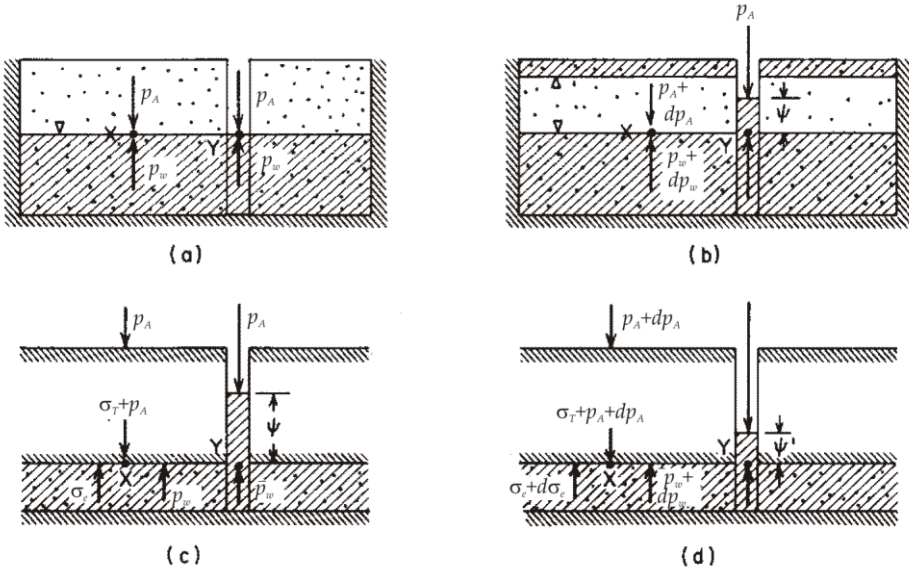 p_A
p_A p_A p_A+
dp_A ψ
X Y X Y
p_w p_w p_w+
dp_w
(a) (b)
p_A p_A p_A+dp_A
σ_T+p_A ψ σ_T+p_A+dp_A
Y Y ψ'
X X
σ_e p_w p_w σ_e+dσ_e p_w+
dp_w
(c) (d)